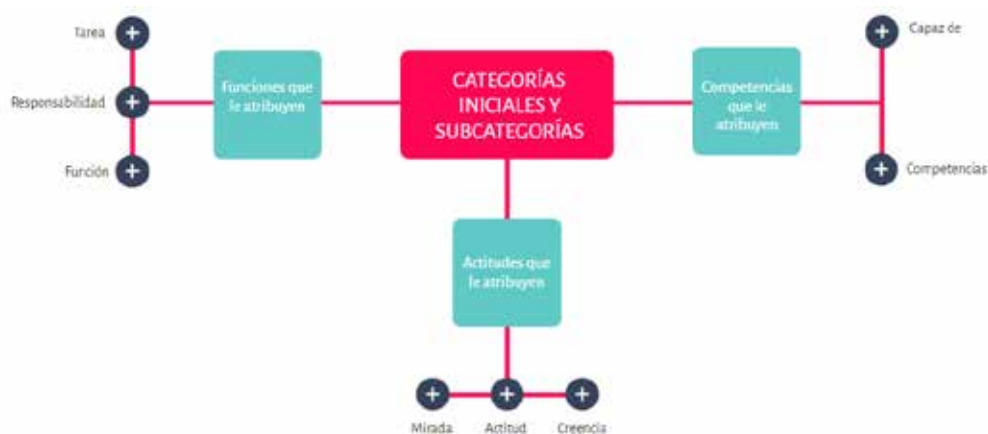 Tarea
Responsabilidad
Función
Funciones que
le atribuyen
CATEGORÍAS
INICIALES Y
SUBCATEGORÍAS
Competencias
que le
atribuyen
Capaz de
Competencias
Actitudes que
le atribuyen
Mirada
Actitud
Creencia